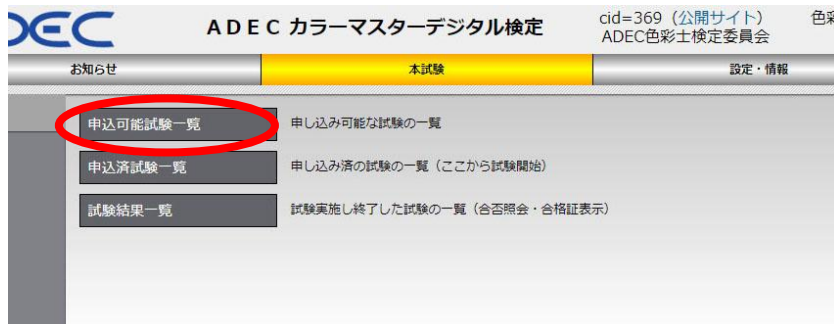 ADEC
ADEC カラーマスターデジタル検定
cid=369（公開サイト）
ADEC色彩士検定委員会
お知らせ
本試験
設定・情報
申込可能試験一覧
申し込み可能な試験の一覧
申込済試験一覧
申し込み済の試験の一覧（ここから試験開始）
試験結果一覧
試験実施し終了した試験の一覧（合否照会・合格証表示）